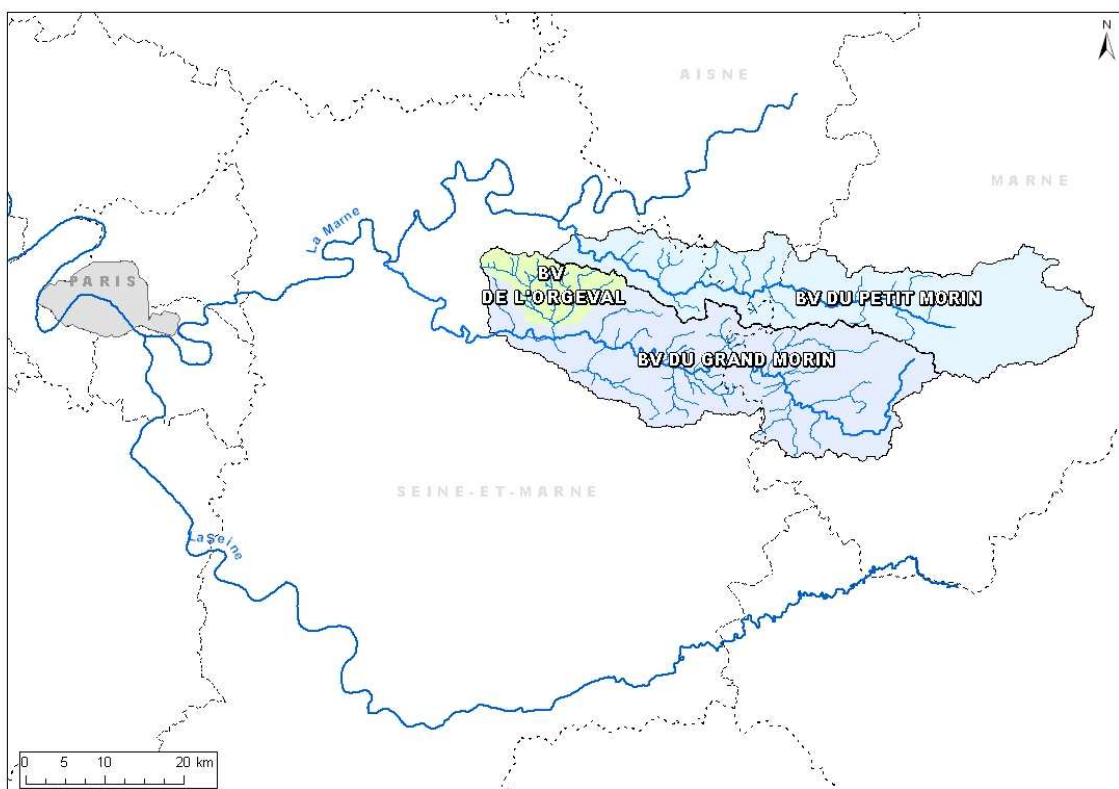 N
AISNE
MARNE
La Marne
PARIS
BV
DE L'ORGEVAL
BV DU PETIT MORIN
BV DU GRAND MORIN
SEINE-ET-MARNE
La Seine
0 5 10 20 km